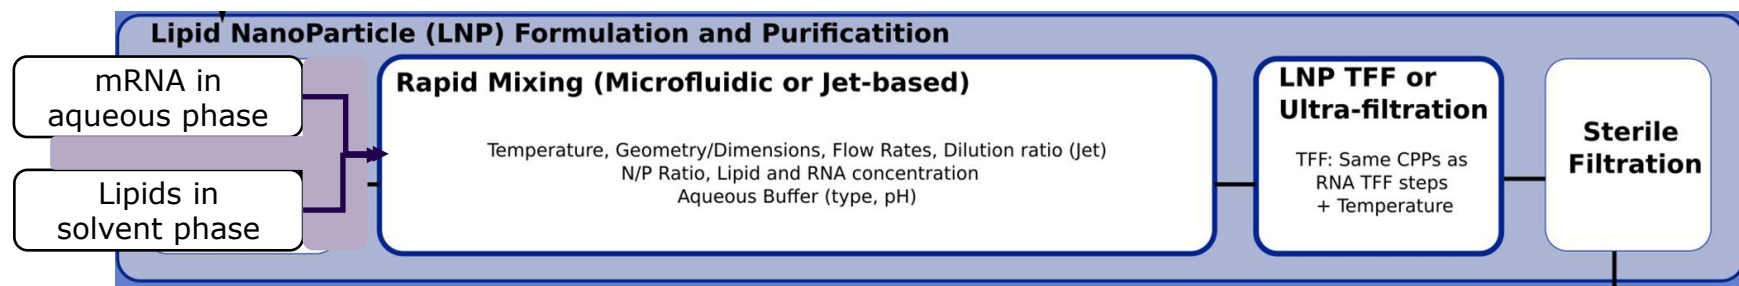 Lipid NanoParticle (LNP) Formulation and Purificatition
mRNA in
aqueous phase
Lipids in
solvent phase
Rapid Mixing (Microfluidic or Jet-based)
Temperature, Geometry/Dimensions, Flow Rates, Dilution ratio (Jet)
N/P Ratio, Lipid and RNA concentration
Aqueous Buffer (type, pH)
LNP TFF or
Ultra-filtration
TFF: Same CPPs as
RNA TFF steps
+ Temperature
Sterile
Filtration